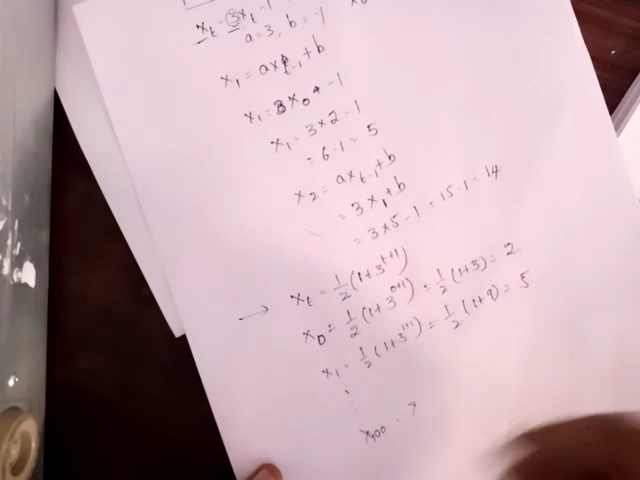 x_t - 3x_t - 1
a = 3, b = -1
x_1 = ax_{t-1} + b
x_1 = 3x_0 - 1
x_1 = 3×2 - 1
= 6-1 = 5
x_2 = ax_{t-1} + b
= 3x_1 + b
= 3×5 - 1 = 15-1 = 14
→ x_t = 1/2 (1+3^{t+1})
x_0 = 1/2 (1+3^{0+1}) = 1/2 (1+3) = 2
x_1 = 1/2 (1+3^{1+1}) = 1/2 (1+9) = 5
⋮
x_100 = ?